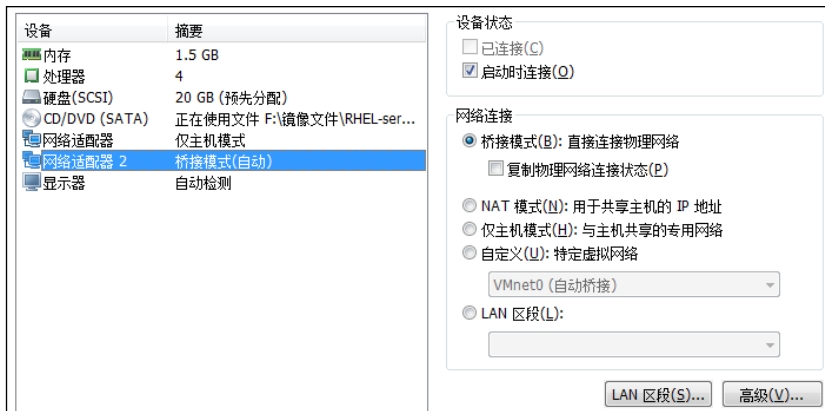 设备 摘要
内存 1.5 GB
处理器 4
硬盘(SCSI) 20 GB (预先分配)
CD/DVD (SATA) 正在使用文件 F:\镜像文件\RHEL-ser...
网络适配器 仅主机模式
网络适配器 2 桥接模式(自动)
显示器 自动检测
设备状态
已连接(C)
启动时连接(O)
网络连接
桥接模式(B): 直接连接物理网络
复制物理网络连接状态(P)
NAT 模式(N): 用于共享主机的 IP 地址
仅主机模式(H): 与主机共享的专用网络
自定义(U): 特定虚拟网络
VMnet0 (自动桥接)
LAN 区段(L):
LAN 区段(S)... 高级(V)...